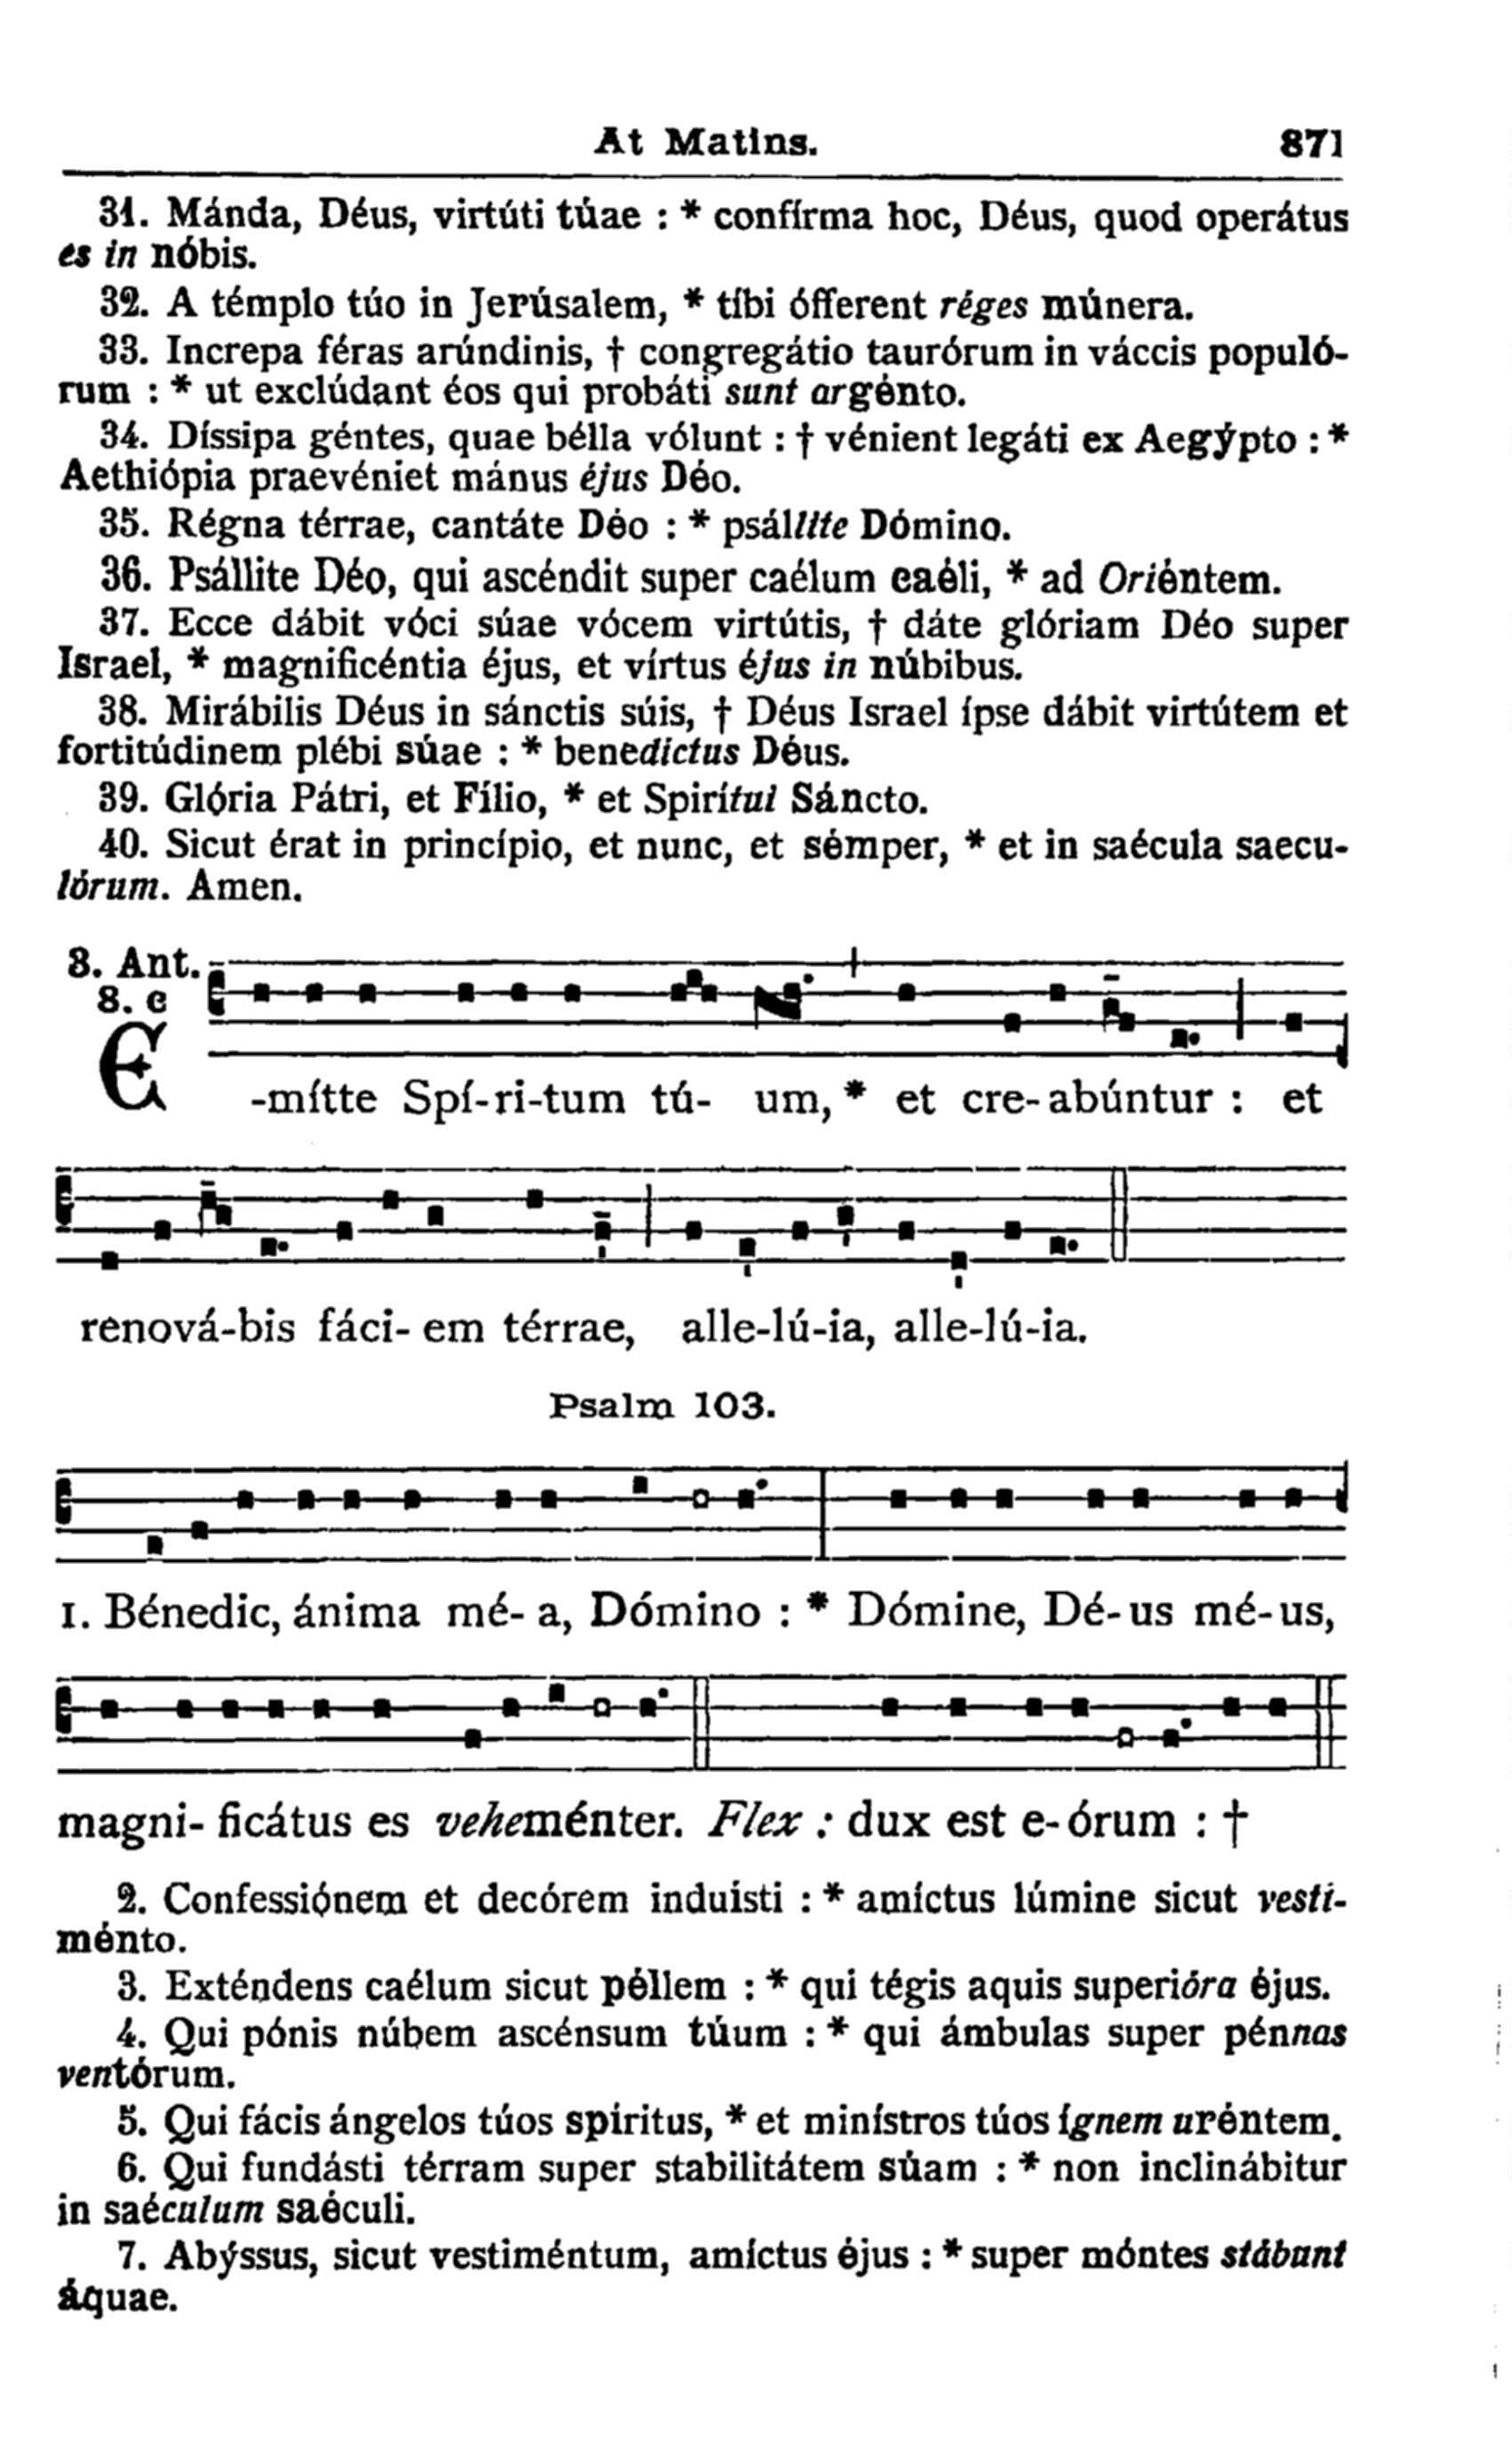 At Matins. 871
31. Mánda, Déus, virtúti túae : * confírma hoc, Déus, quod operátus
es in nóbis.
32. A témplo túo in Jerúsalem, * tíbi ófferent réges múnera.
33. Increpa féras arúndinis, † congregátio taurórum in váccis populó-
rum : * ut exclúdant éos qui probáti sunt argénto.
34. Díssipa géntes, quae bélla vólunt : † vénient legáti ex Aegýpto : *
Aethiópia praevéniet mánus éjus Déo.
35. Régna térrae, cantáte Déo : * psállite Dómino.
36. Psállite Déo, qui ascéndit super caélum caéli, * ad Oriéntem.
37. Ecce dábit vóci súae vócem virtútis, † dáte glóriam Déo super
Israel, * magnificéntia éjus, et vírtus éjus in núbibus.
38. Mirábilis Déus in sánctis súis, † Déus Israel ípse dábit virtútem et
fortitúdinem plébi súae : * benedictus Déus.
39. Glória Pátri, et Fílio, * et Spirítui Sáncto.
40. Sicut érat in princípio, et nunc, et sémper, * et in saécula saecu-
lórum. Amen.
3. Ant.
8. c
E-mítte Spí-ri-tum tú- um, * et cre-abúntur : et
renová-bis fáci- em térrae, alle-lú-ia, alle-lú-ia.
Psalm 103.
1. Bénedic, ánima mé- a, Dómino : * Dómine, Dé-us mé-us,
magni- ficátus es veheménter. Flex : dux est e-órum : †
2. Confessiónem et decórem induísti : * amíctus lúmine sicut vesti-
ménto.
3. Exténdens caélum sicut péllem : * qui tégis aquis superióra éjus.
4. Qui pónis núbem ascénsum túum : * qui ámbulas super pénnas
ventórum.
5. Qui fácis ángelos túos spíritus, * et minístros túos ígnem uréntem.
6. Qui fundásti térram super stabilitátem súam : * non inclinábitur
in saéculum saéculi.
7. Abýssus, sicut vestiméntum, amíctus éjus : * super móntes stábunt
áquae.